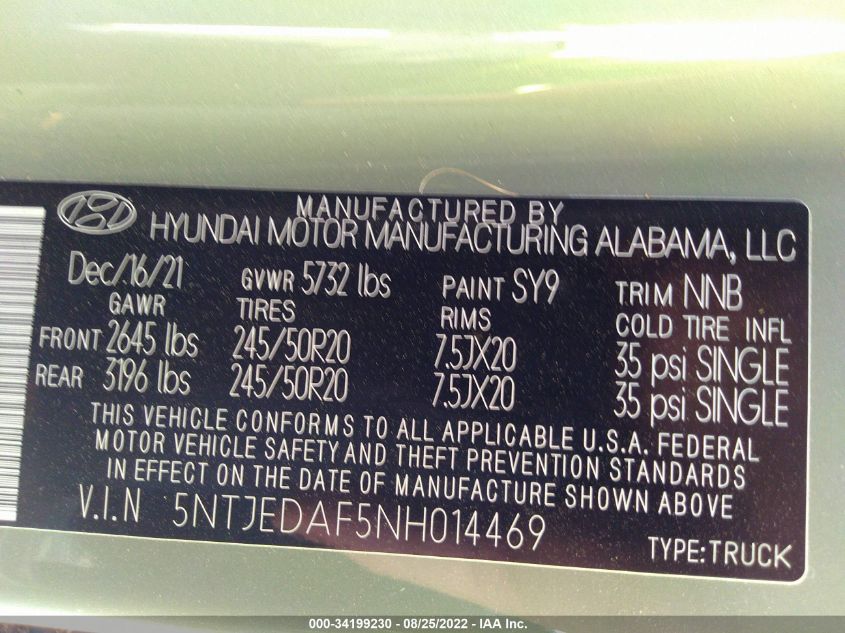 MANUFACTURED BY
HYUNDAI MOTOR MANUFACTURING ALABAMA, LLC
Dec/16/21 GVWR 5732 lbs PAINT SY9 TRIM NNB
GAWR TIRES RIMS COLD TIRE INFL
FRONT 2645 lbs 245/50R20 7.5JX20 35 psi SINGLE
REAR 3196 lbs 245/50R20 7.5JX20 35 psi SINGLE
THIS VEHICLE CONFORMS TO ALL APPLICABLE U.S.A. FEDERAL
MOTOR VEHICLE SAFETY AND THEFT PREVENTION STANDARDS
IN EFFECT ON THE DATE OF MANUFACTURE SHOWN ABOVE
V.I.N 5NTJEDAF5NH014469 TYPE:TRUCK
000-34199230 - 08/25/2022 - IAA Inc.